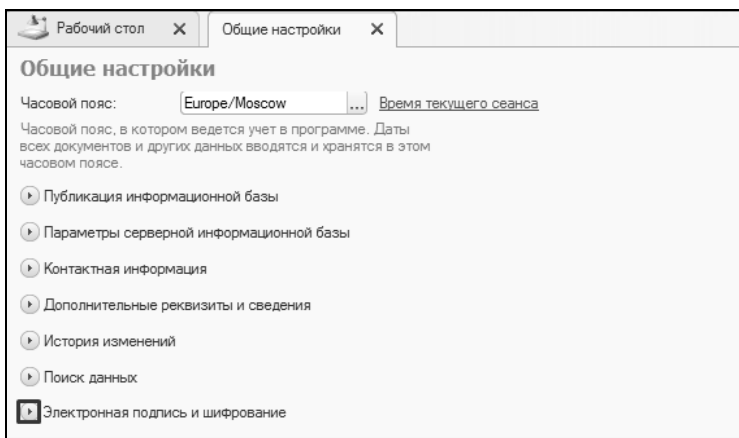 Рабочий стол
Общие настройки
Общие настройки
Часовой пояс: Europe/Moscow ... Время текущего сеанса
Часовой пояс, в котором ведется учет в программе. Даты
всех документов и других данных вводятся и хранятся в этом
часовом поясе.
Публикация информационной базы
Параметры серверной информационной базы
Контактная информация
Дополнительные реквизиты и сведения
История изменений
Поиск данных
Электронная подпись и шифрование